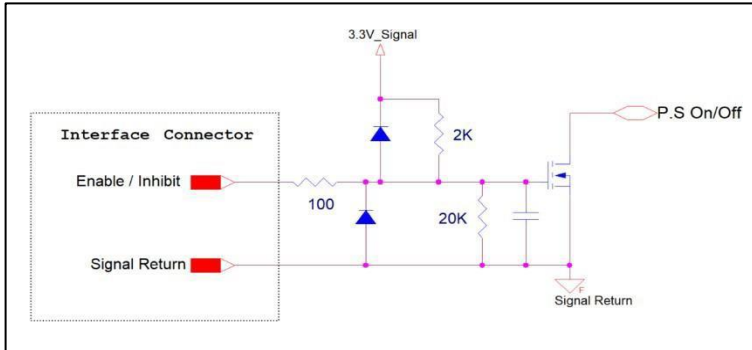 3.3V_Signal
P.S On/Off
Interface Connector
2K
Enable / Inhibit
100
20K
Signal Return
F
Signal Return